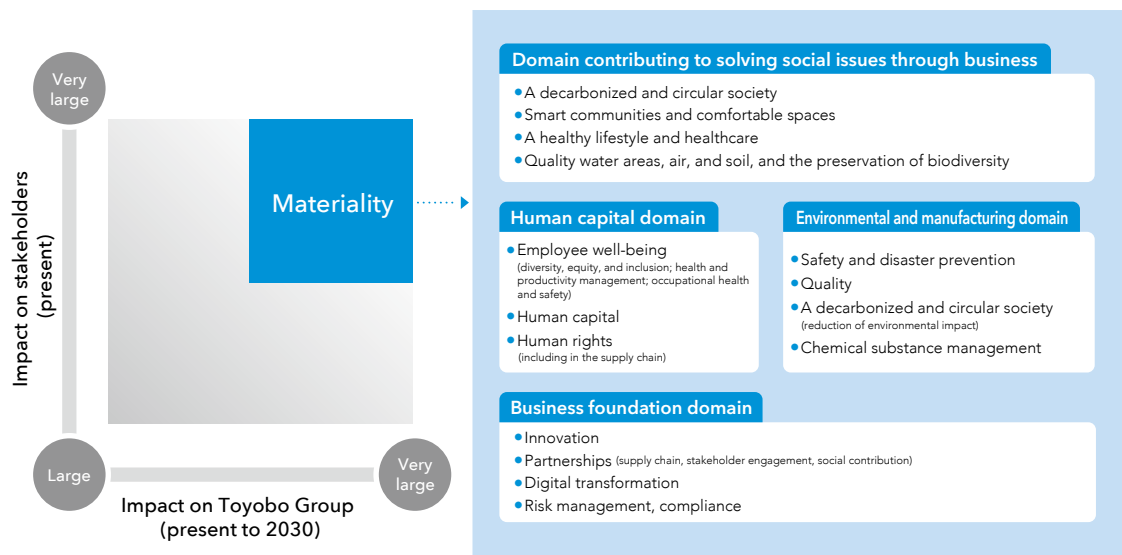 Very
large
Impact on stakeholders
(present)
Materiality
Large
Very
large
Impact on Toyobo Group
(present to 2030)
Domain contributing to solving social issues through business
•A decarbonized and circular society
•Smart communities and comfortable spaces
•A healthy lifestyle and healthcare
•Quality water areas, air, and soil, and the preservation of biodiversity
Human capital domain
•Employee well-being
(diversity, equity, and inclusion; health and
productivity management; occupational health
and safety)
•Human capital
•Human rights
(including in the supply chain)
Environmental and manufacturing domain
•Safety and disaster prevention
•Quality
•A decarbonized and circular society
(reduction of environmental impact)
•Chemical substance management
Business foundation domain
•Innovation
•Partnerships (supply chain, stakeholder engagement, social contribution)
•Digital transformation
•Risk management, compliance